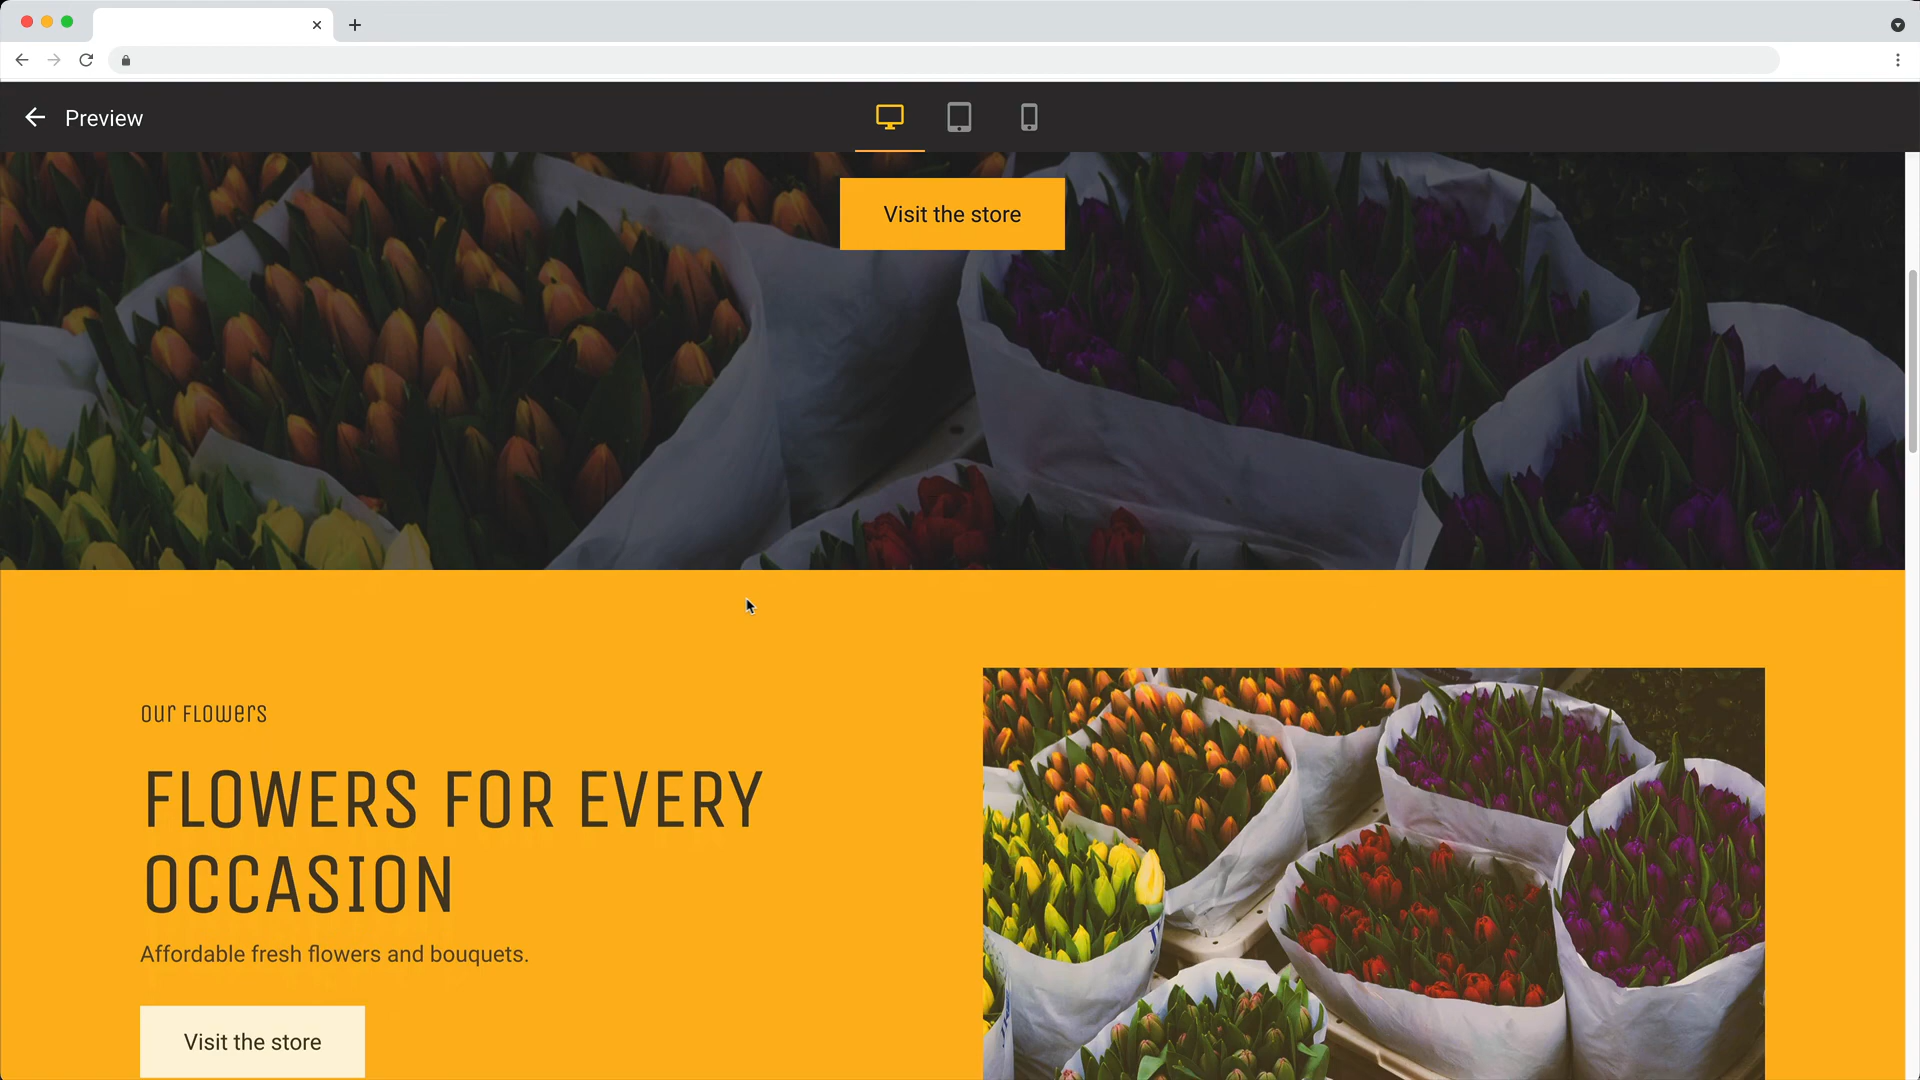 Preview
Visit the store
Our Flowers
FLOWERS FOR EVERY
OCCASION
Affordable fresh flowers and bouquets.
Visit the store